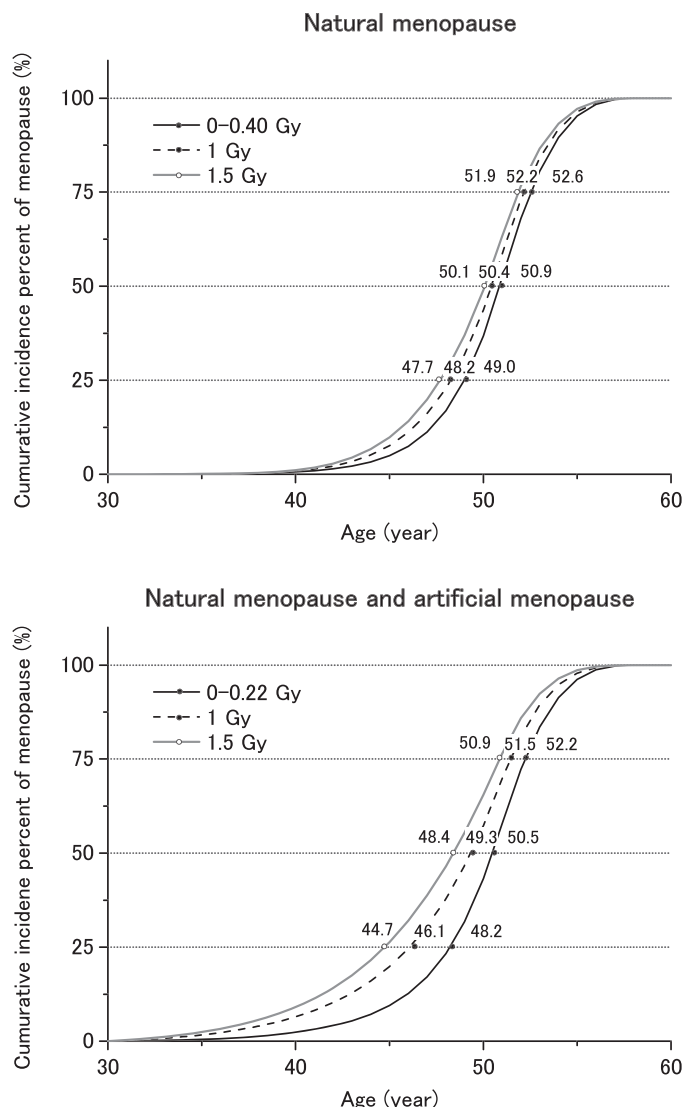 Natural menopause
Cumurative incidence percent of menopause (%)
100
75
50
25
0
0−0.40 Gy
1 Gy
1.5 Gy
51.9 52.2 52.6
50.1 50.4 50.9
47.7 48.2 49.0
30 40 50 60
Age (year)
Natural menopause and artificial menopause
Cumurative incidene percent of menopause (%)
100
75
50
25
0
0−0.22 Gy
1 Gy
1.5 Gy
50.9 51.5 52.2
48.4 49.3 50.5
44.7 46.1 48.2
30 40 50 60
Age (year)